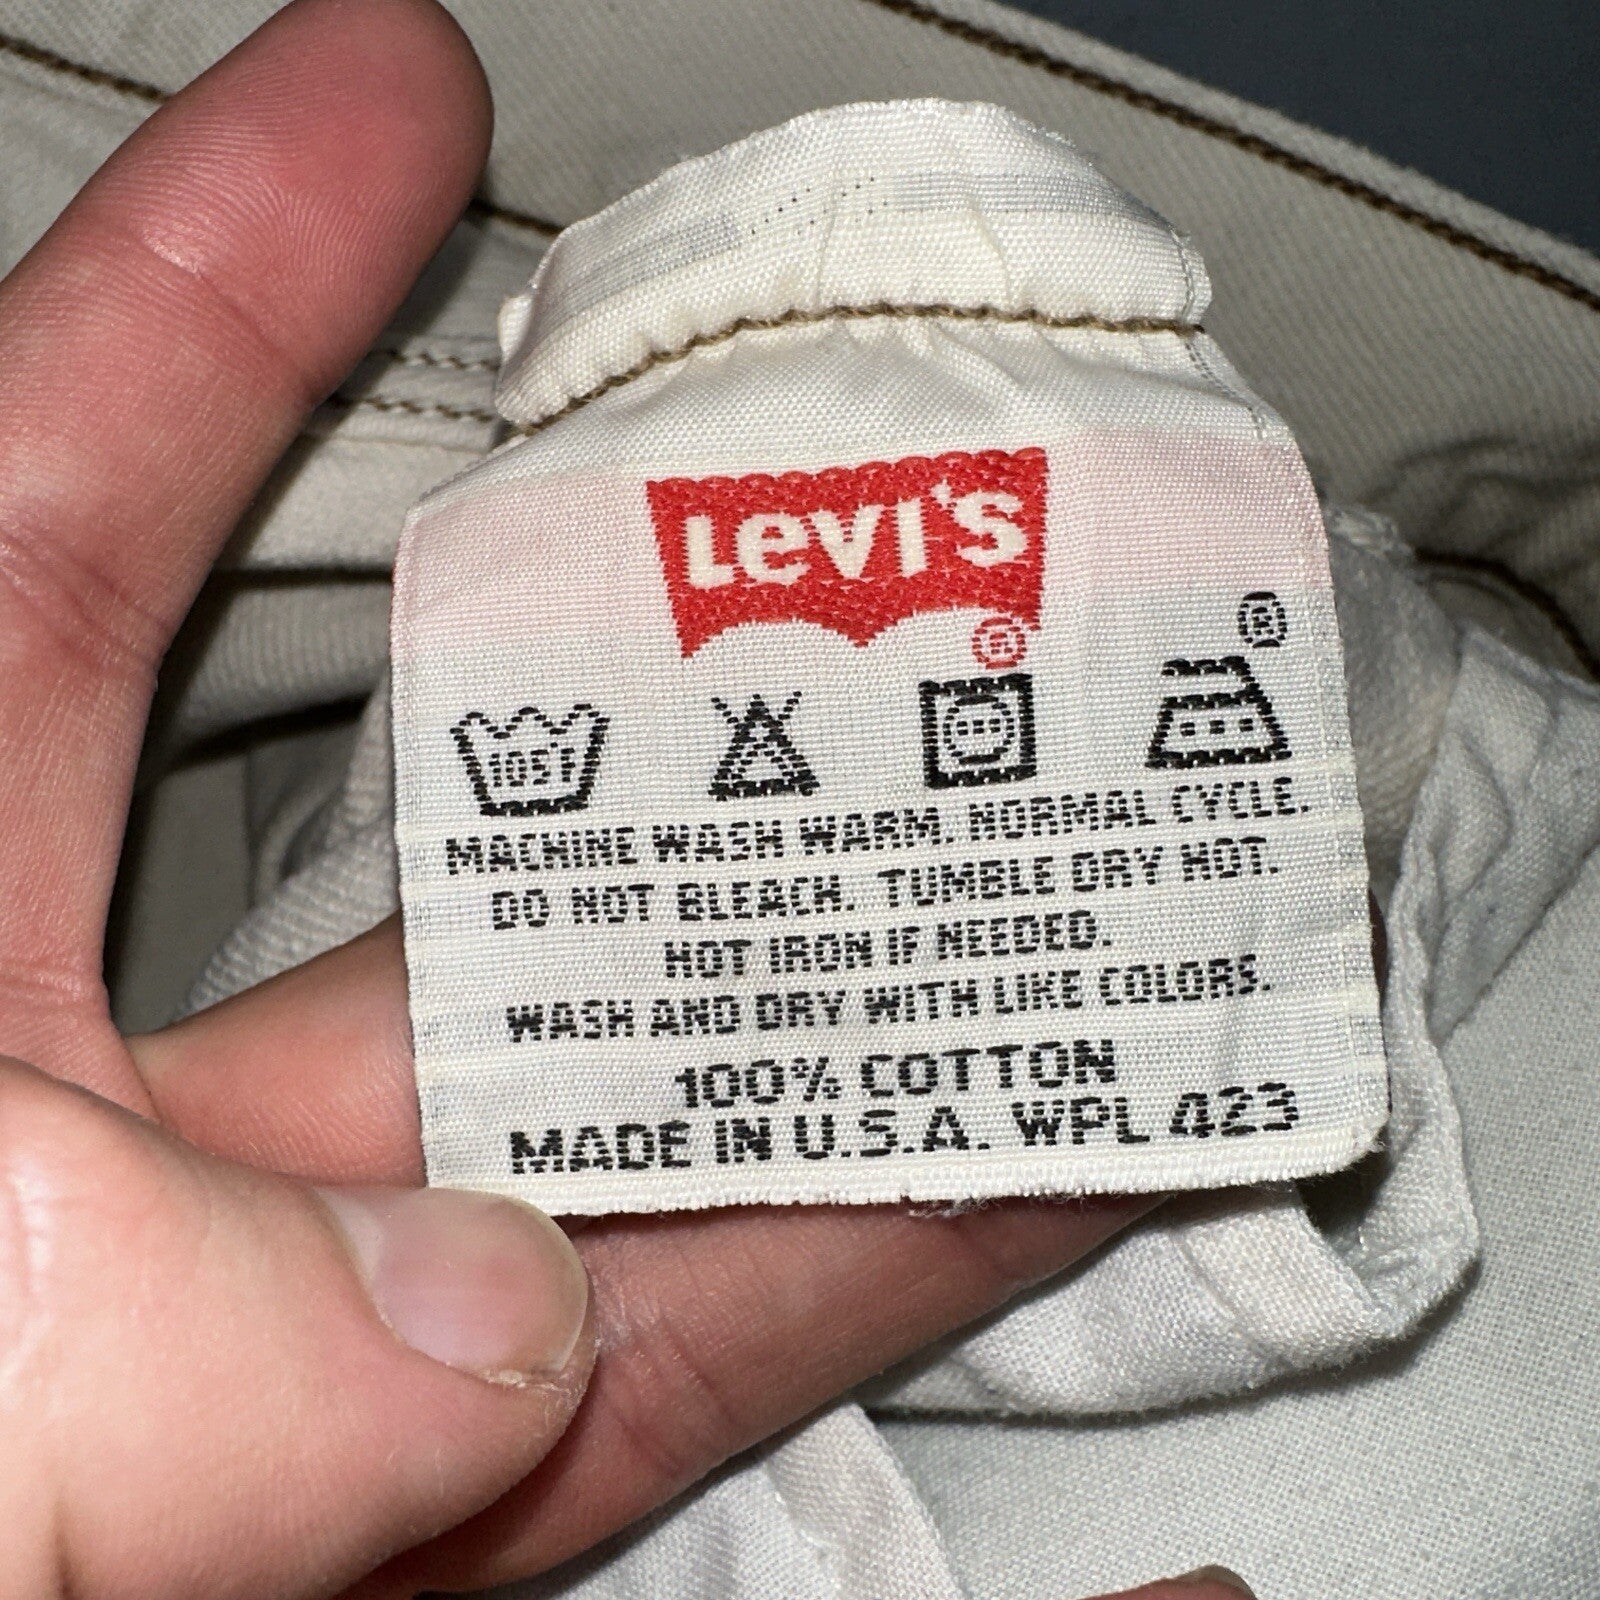 Levi's
®
®
105°F
MACHINE WASH WARM, NORMAL CYCLE.
DO NOT BLEACH. TUMBLE DRY HOT.
HOT IRON IF NEEDED.
WASH AND DRY WITH LIKE COLORS.
100% COTTON
MADE IN U.S.A. WPL 423